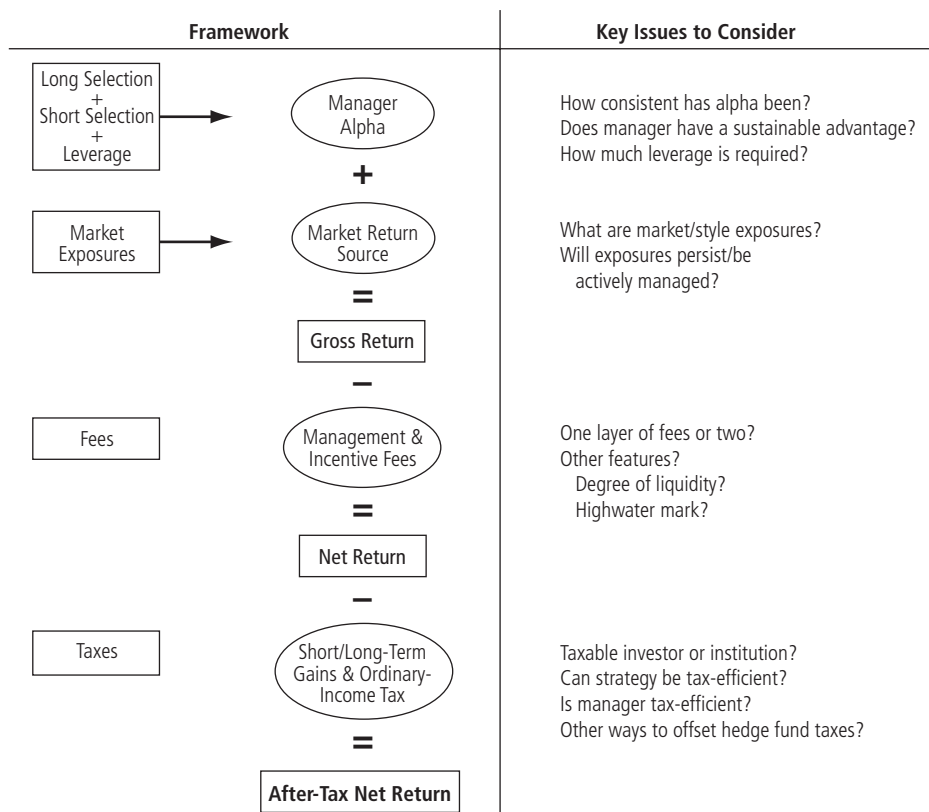 Framework
Key Issues to Consider
Long Selection
+
Short Selection
+
Leverage
Manager
Alpha
How consistent has alpha been?
Does manager have a sustainable advantage?
How much leverage is required?
+
Market
Exposures
Market Return
Source
What are market/style exposures?
Will exposures persist/be
actively managed?
=
Gross Return
–
Fees
Management &
Incentive Fees
One layer of fees or two?
Other features?
Degree of liquidity?
Highwater mark?
=
Net Return
–
Taxes
Short/Long-Term
Gains & Ordinary-
Income Tax
Taxable investor or institution?
Can strategy be tax-efficient?
Is manager tax-efficient?
Other ways to offset hedge fund taxes?
=
After-Tax Net Return